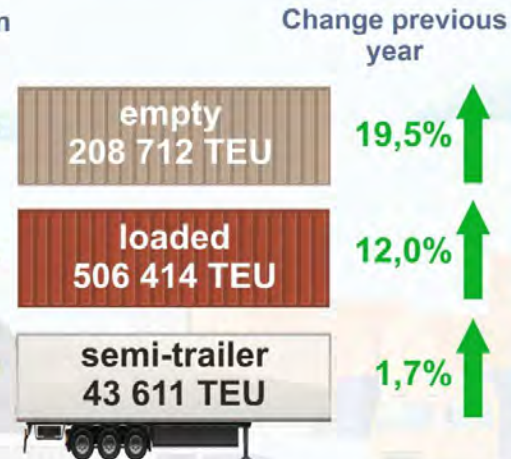 Change previous
year
empty
208 712 TEU
19,5%
loaded
506 414 TEU
12,0%
semi-trailer
43 611 TEU
1,7%